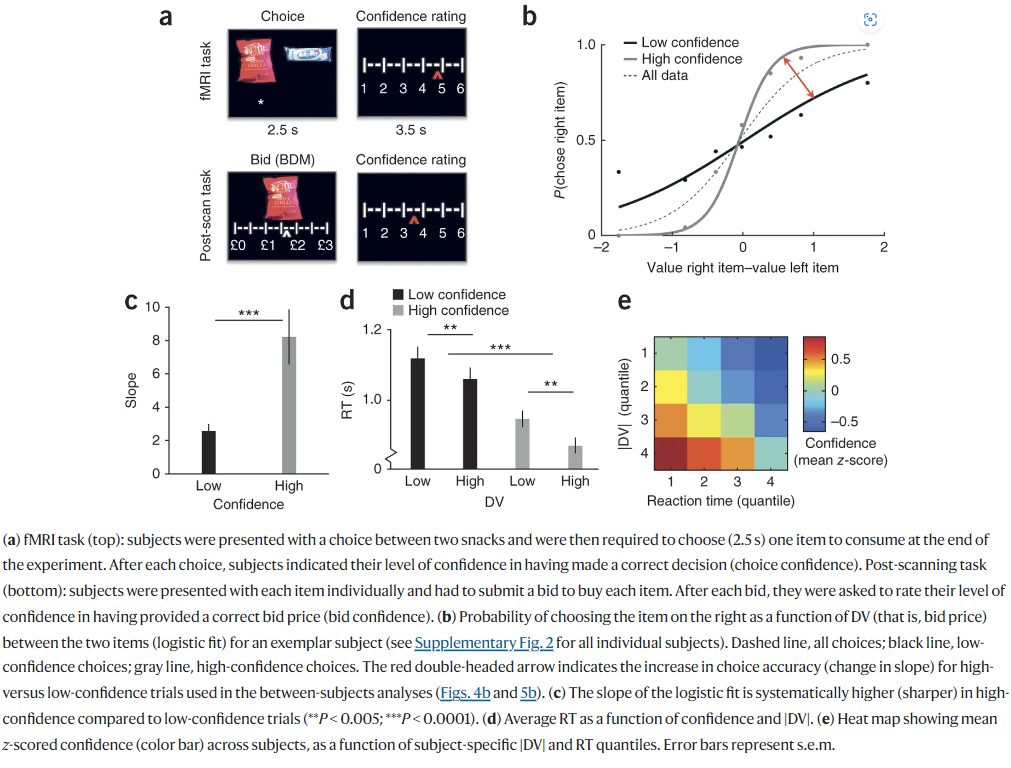 a
Choice
Confidence rating
fMRI task
*
1 2 3 4 5 6
2.5 s
3.5 s
Bid (BDM)
Confidence rating
Post-scan task
£0 £1 £2 £3
1 2 3 4 5 6
b
1.0
0.5
0
P(chose right item)
Low confidence
High confidence
All data
−2 −1 0 1 2
Value right item–value left item
c
10
8
6
4
2
0
Slope
***
Low High
Confidence
d
Low confidence
High confidence
1.2
1.0
0
RT (s)
**
***
**
Low High Low High
DV
e
1
2
3
4
|DV| (quantile)
1 2 3 4
Reaction time (quantile)
0.5
0
−0.5
Confidence
(mean z-score)
(a) fMRI task (top): subjects were presented with a choice between two snacks and were then required to choose (2.5 s) one item to consume at the end of
the experiment. After each choice, subjects indicated their level of confidence in having made a correct decision (choice confidence). Post-scanning task
(bottom): subjects were presented with each item individually and had to submit a bid to buy each item. After each bid, they were asked to rate their level of
confidence in having provided a correct bid price (bid confidence). (b) Probability of choosing the item on the right as a function of DV (that is, bid price)
between the two items (logistic fit) for an exemplar subject (see Supplementary Fig. 2 for all individual subjects). Dashed line, all choices; black line, low-
confidence choices; gray line, high-confidence choices. The red double-headed arrow indicates the increase in choice accuracy (change in slope) for high-
versus low-confidence trials used in the between-subjects analyses (Figs. 4b and 5b). (c) The slope of the logistic fit is systematically higher (sharper) in high-
confidence compared to low-confidence trials (**P < 0.005; ***P < 0.0001). (d) Average RT as a function of confidence and |DV|. (e) Heat map showing mean
z-scored confidence (color bar) across subjects, as a function of subject-specific |DV| and RT quantiles. Error bars represent s.e.m.